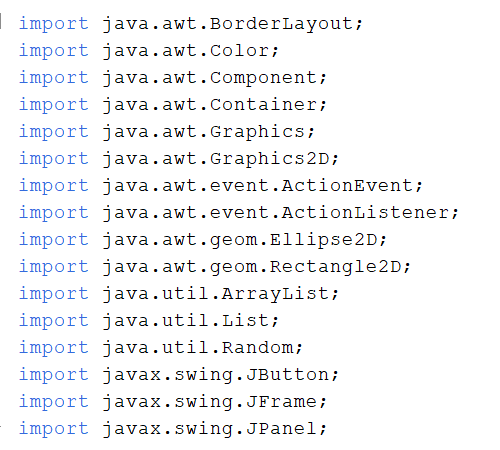 import java.awt.BorderLayout;
import java.awt.Color;
import java.awt.Component;
import java.awt.Container;
import java.awt.Graphics;
import java.awt.Graphics2D;
import java.awt.event.ActionEvent;
import java.awt.event.ActionListener;
import java.awt.geom.Ellipse2D;
import java.awt.geom.Rectangle2D;
import java.util.ArrayList;
import java.util.List;
import java.util.Random;
import javax.swing.JButton;
import javax.swing.JFrame;
import javax.swing.JPanel;